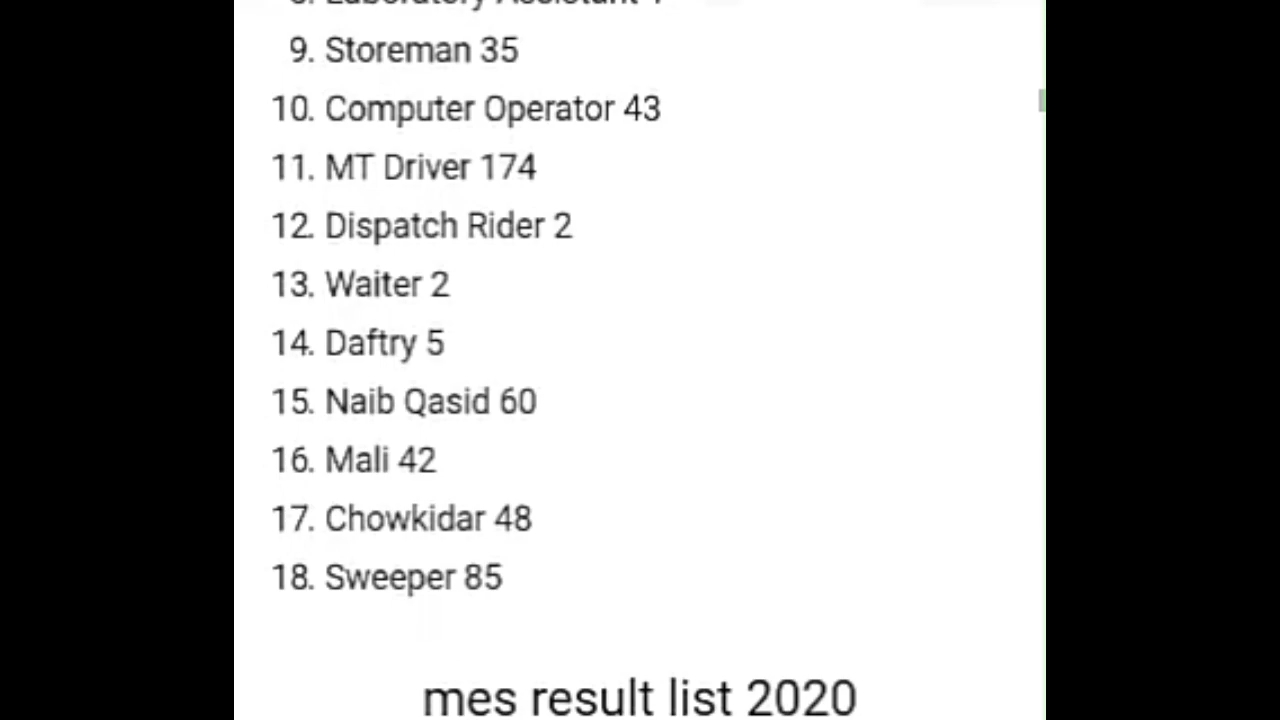 9. Storeman 35
10. Computer Operator 43
11. MT Driver 174
12. Dispatch Rider 2
13. Waiter 2
14. Daftry 5
15. Naib Qasid 60
16. Mali 42
17. Chowkidar 48
18. Sweeper 85
mes result list 2020